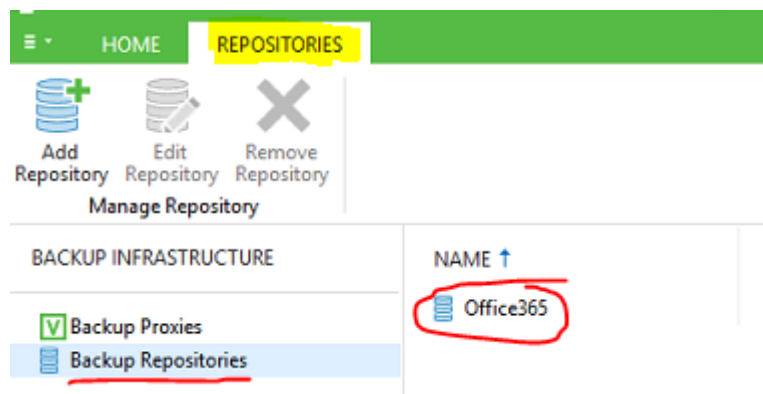 HOME REPOSITORIES
Add Edit Remove
Repository Repository Repository
Manage Repository
BACKUP INFRASTRUCTURE
NAME
V Backup Proxies
Backup Repositories
Office365